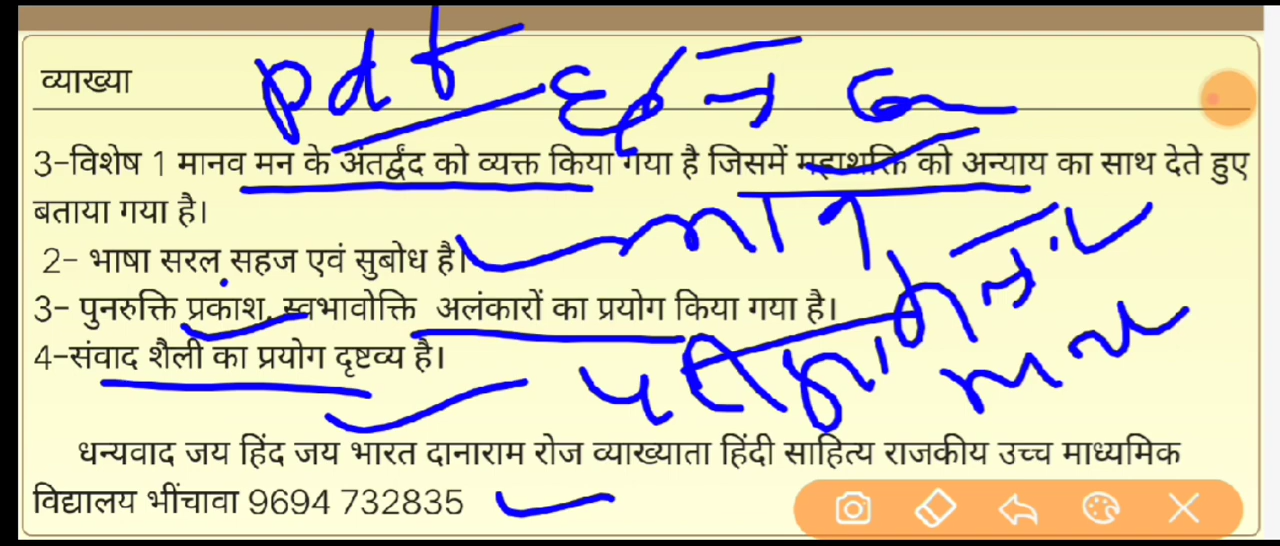 व्याख्या
pdf
3-विशेष 1 मानव मन के अंतर्द्वंद को व्यक्त किया गया है जिसमें महाशक्ति को अन्याय का साथ देते हुए
बताया गया है।
2- भाषा सरल सहज एवं सुबोध है।
3- पुनरुक्ति प्रकाश, स्वभावोक्ति अलंकारों का प्रयोग किया गया है।
4-संवाद शैली का प्रयोग दृष्टव्य है।
धन्यवाद जय हिंद जय भारत दानाराम रोज व्याख्याता हिंदी साहित्य राजकीय उच्च माध्यमिक
विद्यालय भींचावा 9694 732835